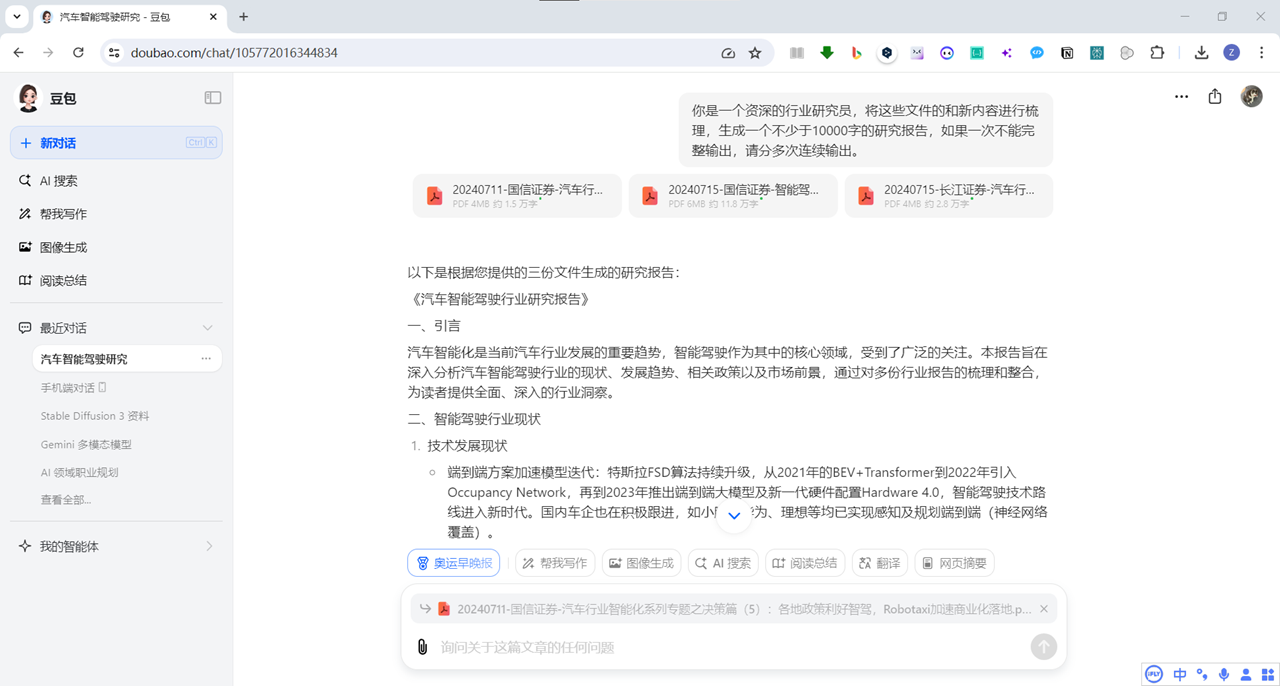 汽车智能驾驶研究 - 豆包
doubao.com/chat/105772016344834
豆包
新对话
Ctrl K
AI 搜索
帮我写作
图像生成
阅读总结
最近对话
汽车智能驾驶研究
手机端对话
Stable Diffusion 3 资料
Gemini 多模态模型
AI 领域职业规划
查看全部...
我的智能体
你是一个资深的行业研究员，将这些文件的和新内容进行梳
理，生成一个不少于10000字的研究报告，如果一次不能完
整输出，请分多次连续输出。
20240711-国信证券-汽车行...
PDF 4MB 约 1.5 万字
20240715-国信证券-智能驾...
PDF 6MB 约 11.8 万字
20240715-长江证券-汽车行...
PDF 4MB 约 2.8 万字
以下是根据您提供的三份文件生成的研究报告：
《汽车智能驾驶行业研究报告》
一、引言
汽车智能化是当前汽车行业发展的重要趋势，智能驾驶作为其中的核心领域，受到了广泛的关注。本报告旨在
深入分析汽车智能驾驶行业的现状、发展趋势、相关政策以及市场前景，通过对多份行业报告的梳理和整合，
为读者提供全面、深入的行业洞察。
二、智能驾驶行业现状
1. 技术发展现状
端到端方案加速模型迭代：特斯拉FSD算法持续升级，从2021年的BEV+Transformer到2022年引入
Occupancy Network，再到2023年推出端到端大模型及新一代硬件配置Hardware 4.0，智能驾驶技术路
线进入新时代。国内车企也在积极跟进，如小 为、理想等均已实现感知及规划端到端（神经网络
覆盖）。
奥运早晚报
帮我写作
图像生成
AI 搜索
阅读总结
翻译
网页摘要
20240711-国信证券-汽车行业智能化系列专题之决策篇（5）：各地政策利好智驾，Robotaxi加速商业化落地.p...
询问关于这篇文章的任何问题
Z
iFLY
中